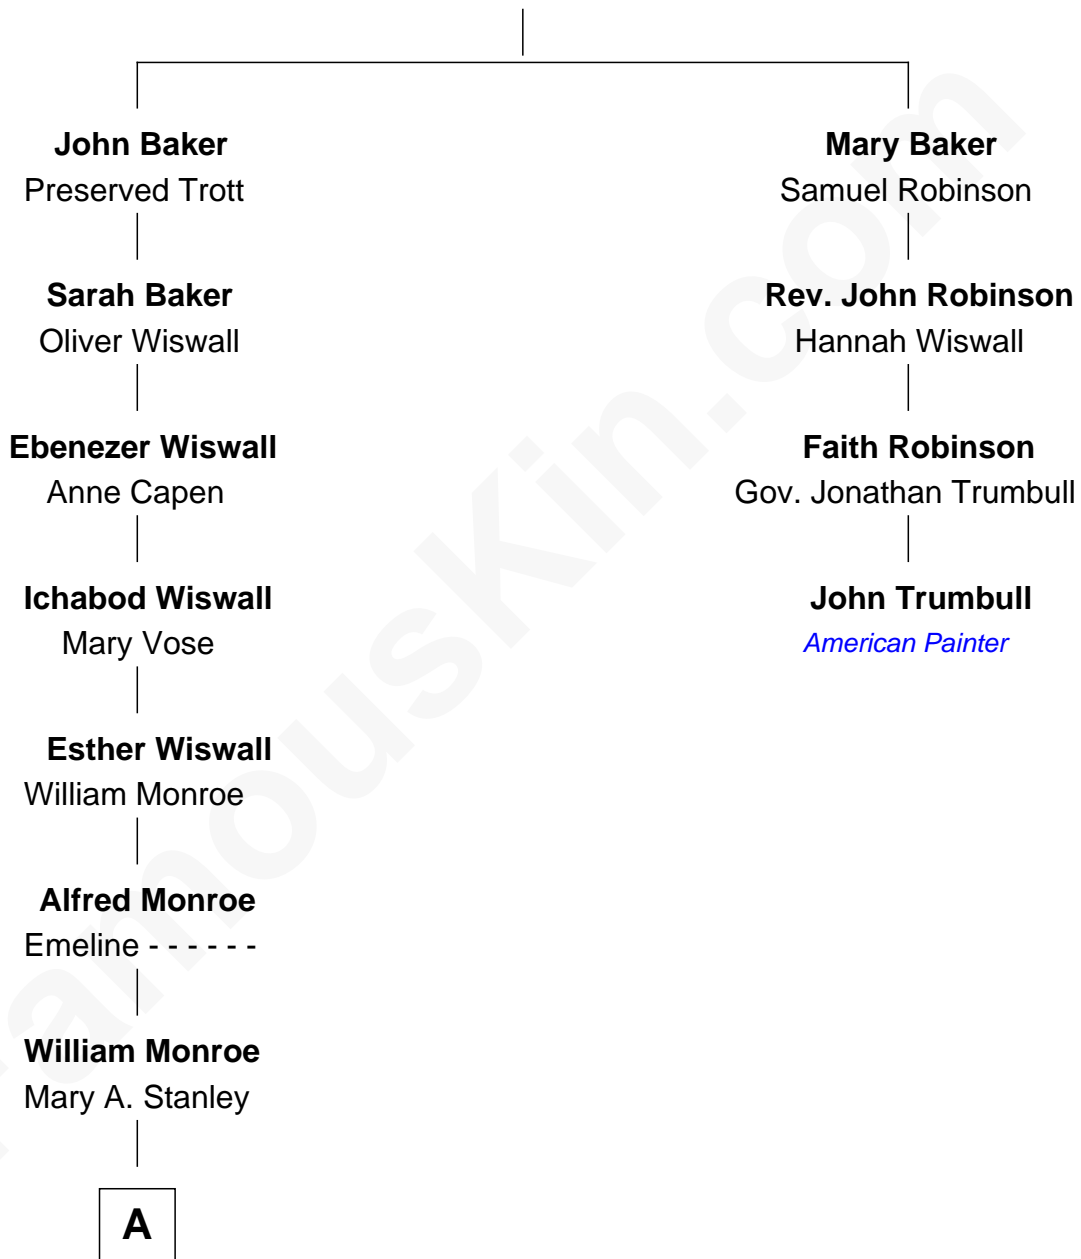 John Baker
Preserved Trott
Mary Baker
Samuel Robinson
Sarah Baker
Oliver Wiswall
Rev. John Robinson
Hannah Wiswall
Ebenezer Wiswall
Anne Capen
Faith Robinson
Gov. Jonathan Trumbull
Ichabod Wiswall
Mary Vose
John Trumbull
American Painter
Esther Wiswall
William Monroe
Alfred Monroe
Emeline - - - - - -
William Monroe
Mary A. Stanley
A
FamousKin.com